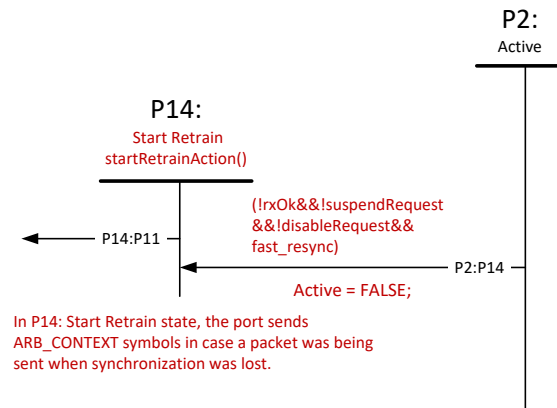 P2:
Active
P14:
Start Retrain
startRetrainAction()
(!rxOk&&!suspendRequest
&&!disableRequest&&
fast_resync)
P14:P11
P2:P14
Active = FALSE;
In P14: Start Retrain state, the port sends
ARB_CONTEXT symbols in case a packet was being
sent when synchronization was lost.